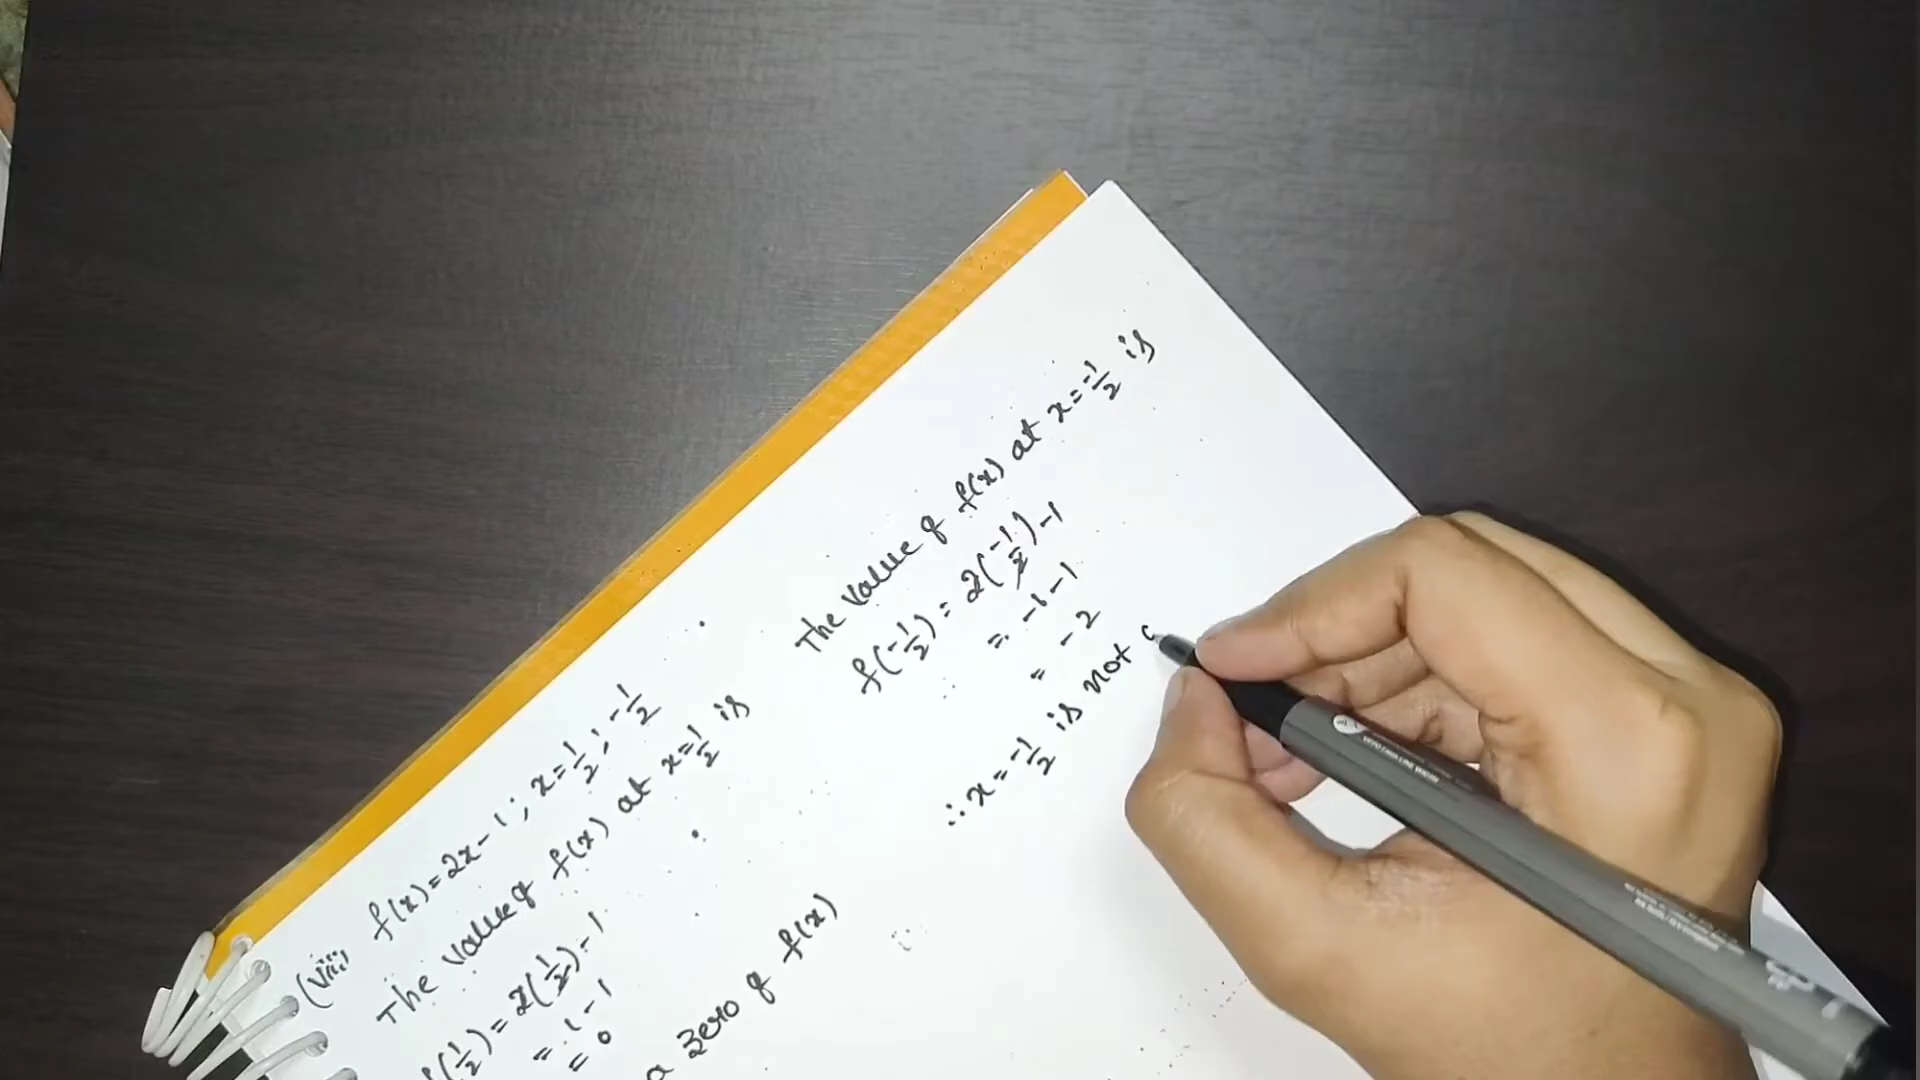 (viii) f(x)=2x-1; x=1/2, -1/2
The value of f(x) at x=1/2 is
f(1/2)=2(1/2)-1
=1-1
=0
a zero of f(x)
The value of f(x) at x=-1/2 is
f(-1/2)=2(-1/2)-1
=-1-1
=-2
∴ x=-1/2 is not